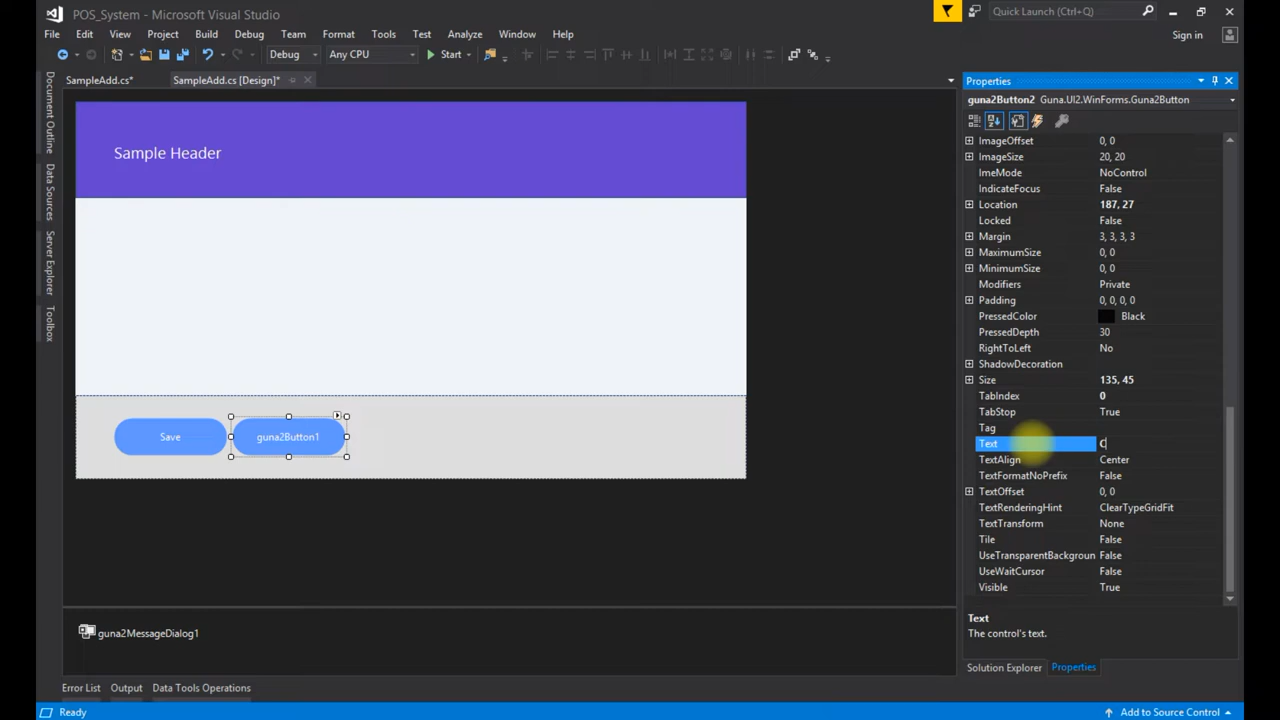 POS_System - Microsoft Visual Studio
Quick Launch (Ctrl+Q)
File Edit View Project Build Debug Team Format Tools Test Analyze Window Help
Sign in
Debug
Any CPU
Start
SampleAdd.cs*
SampleAdd.cs [Design]*
Document Outline
Data Sources
Server Explorer
Toolbox
Sample Header
Save
guna2Button1
guna2MessageDialog1
Error List
Output
Data Tools Operations
Ready
Properties
guna2Button2 Guna.UI2.WinForms.Guna2Button
ImageOffset 0, 0
ImageSize 20, 20
ImeMode NoControl
IndicateFocus False
Location 187, 27
Locked False
Margin 3, 3, 3, 3
MaximumSize 0, 0
MinimumSize 0, 0
Modifiers Private
Padding 0, 0, 0, 0
PressedColor Black
PressedDepth 30
RightToLeft No
ShadowDecoration
Size 135, 45
TabIndex 0
TabStop True
Tag
Text C
TextAlign Center
TextFormatNoPrefix False
TextOffset 0, 0
TextRenderingHint ClearTypeGridFit
TextTransform None
Tile False
UseTransparentBackgroun False
UseWaitCursor False
Visible True
Text
The control's text.
Solution Explorer
Properties
Add to Source Control